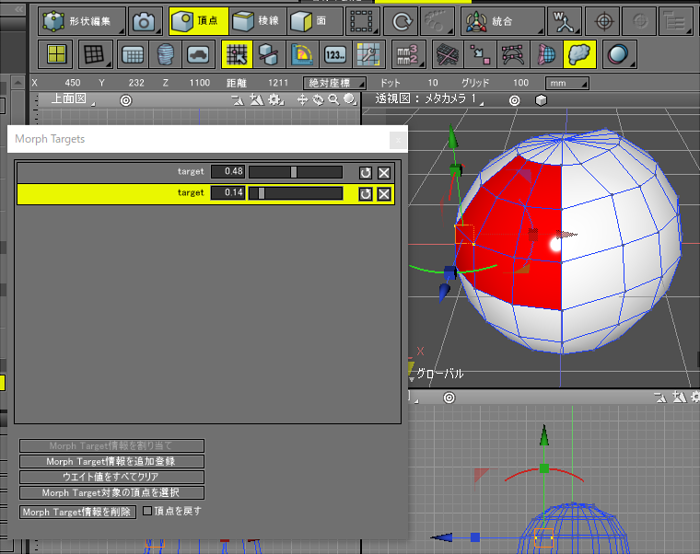 形状編集 頂点 稜線 面 統合
123...
X 450 Y 232 Z 1100 距離 1211 絶対座標 ドット 10 グリッド 100 mm
上面図 透視図：メタカメラ 1
Morph Targets
target 0.48
target 0.14
X
グローバル
Morph Target情報を割り当て
Morph Target情報を追加登録
ウエイト値をすべてクリア
Morph Target対象の頂点を選択
Morph Target情報を削除 頂点を戻す